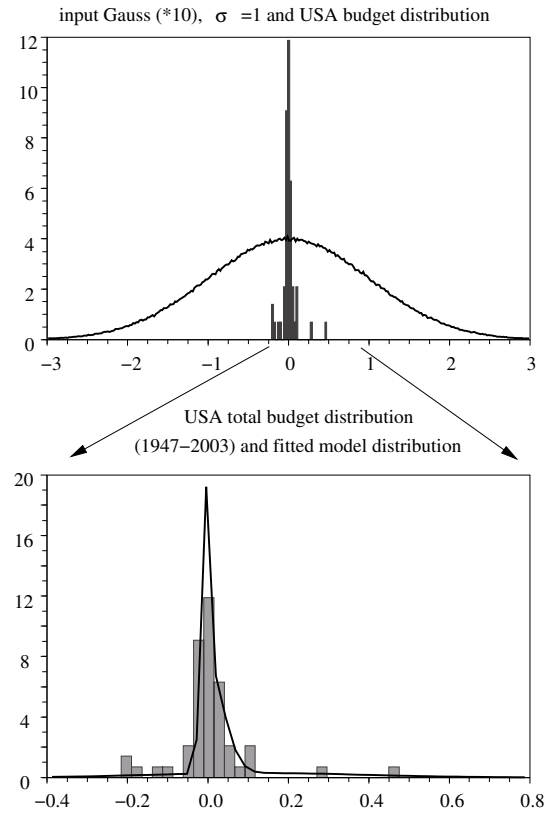 input Gauss (*10), σ =1 and USA budget distribution
12
10
8
6
4
2
0
−3 −2 −1 0 1 2 3
USA total budget distribution
(1947−2003) and fitted model distribution
20
16
12
8
4
0
−0.4 −0.2 0.0 0.2 0.4 0.6 0.8